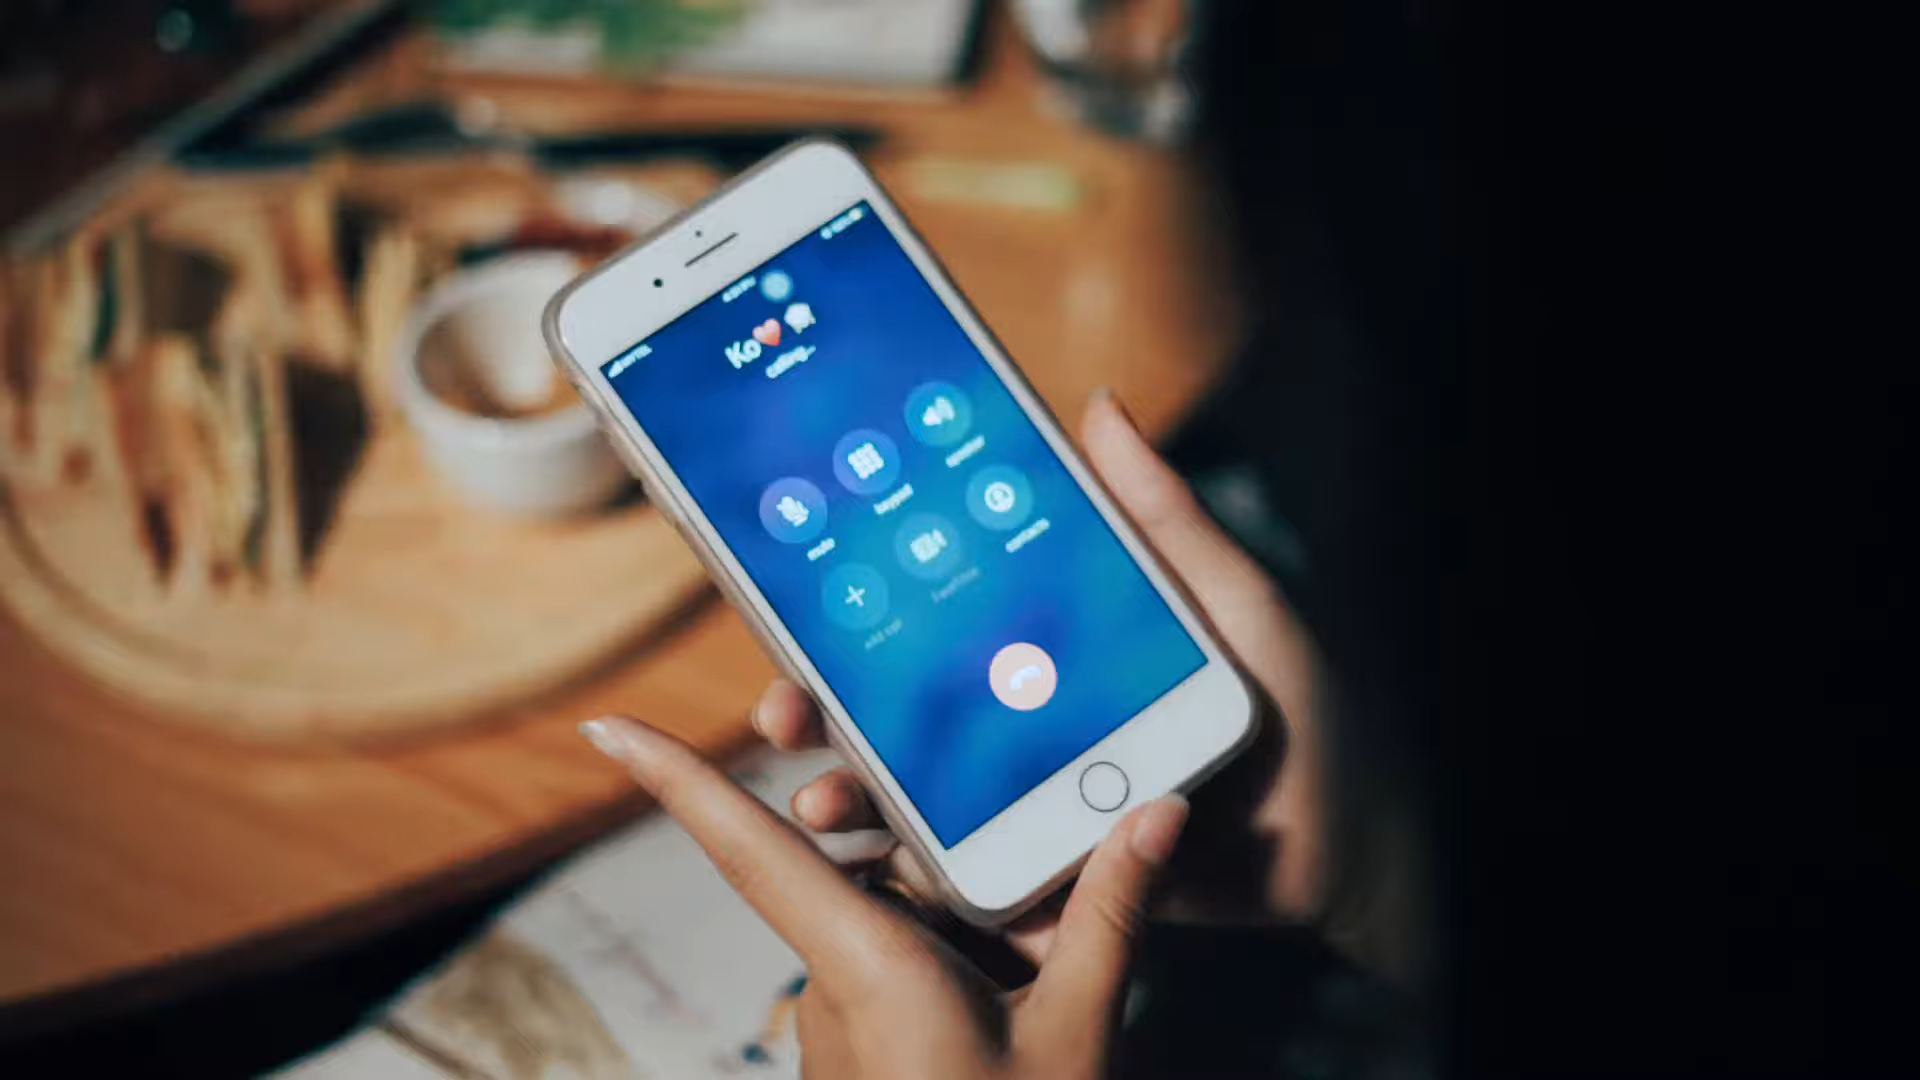 Ko❤️
calling...
speaker
keypad
mute
contacts
FaceTime
add call